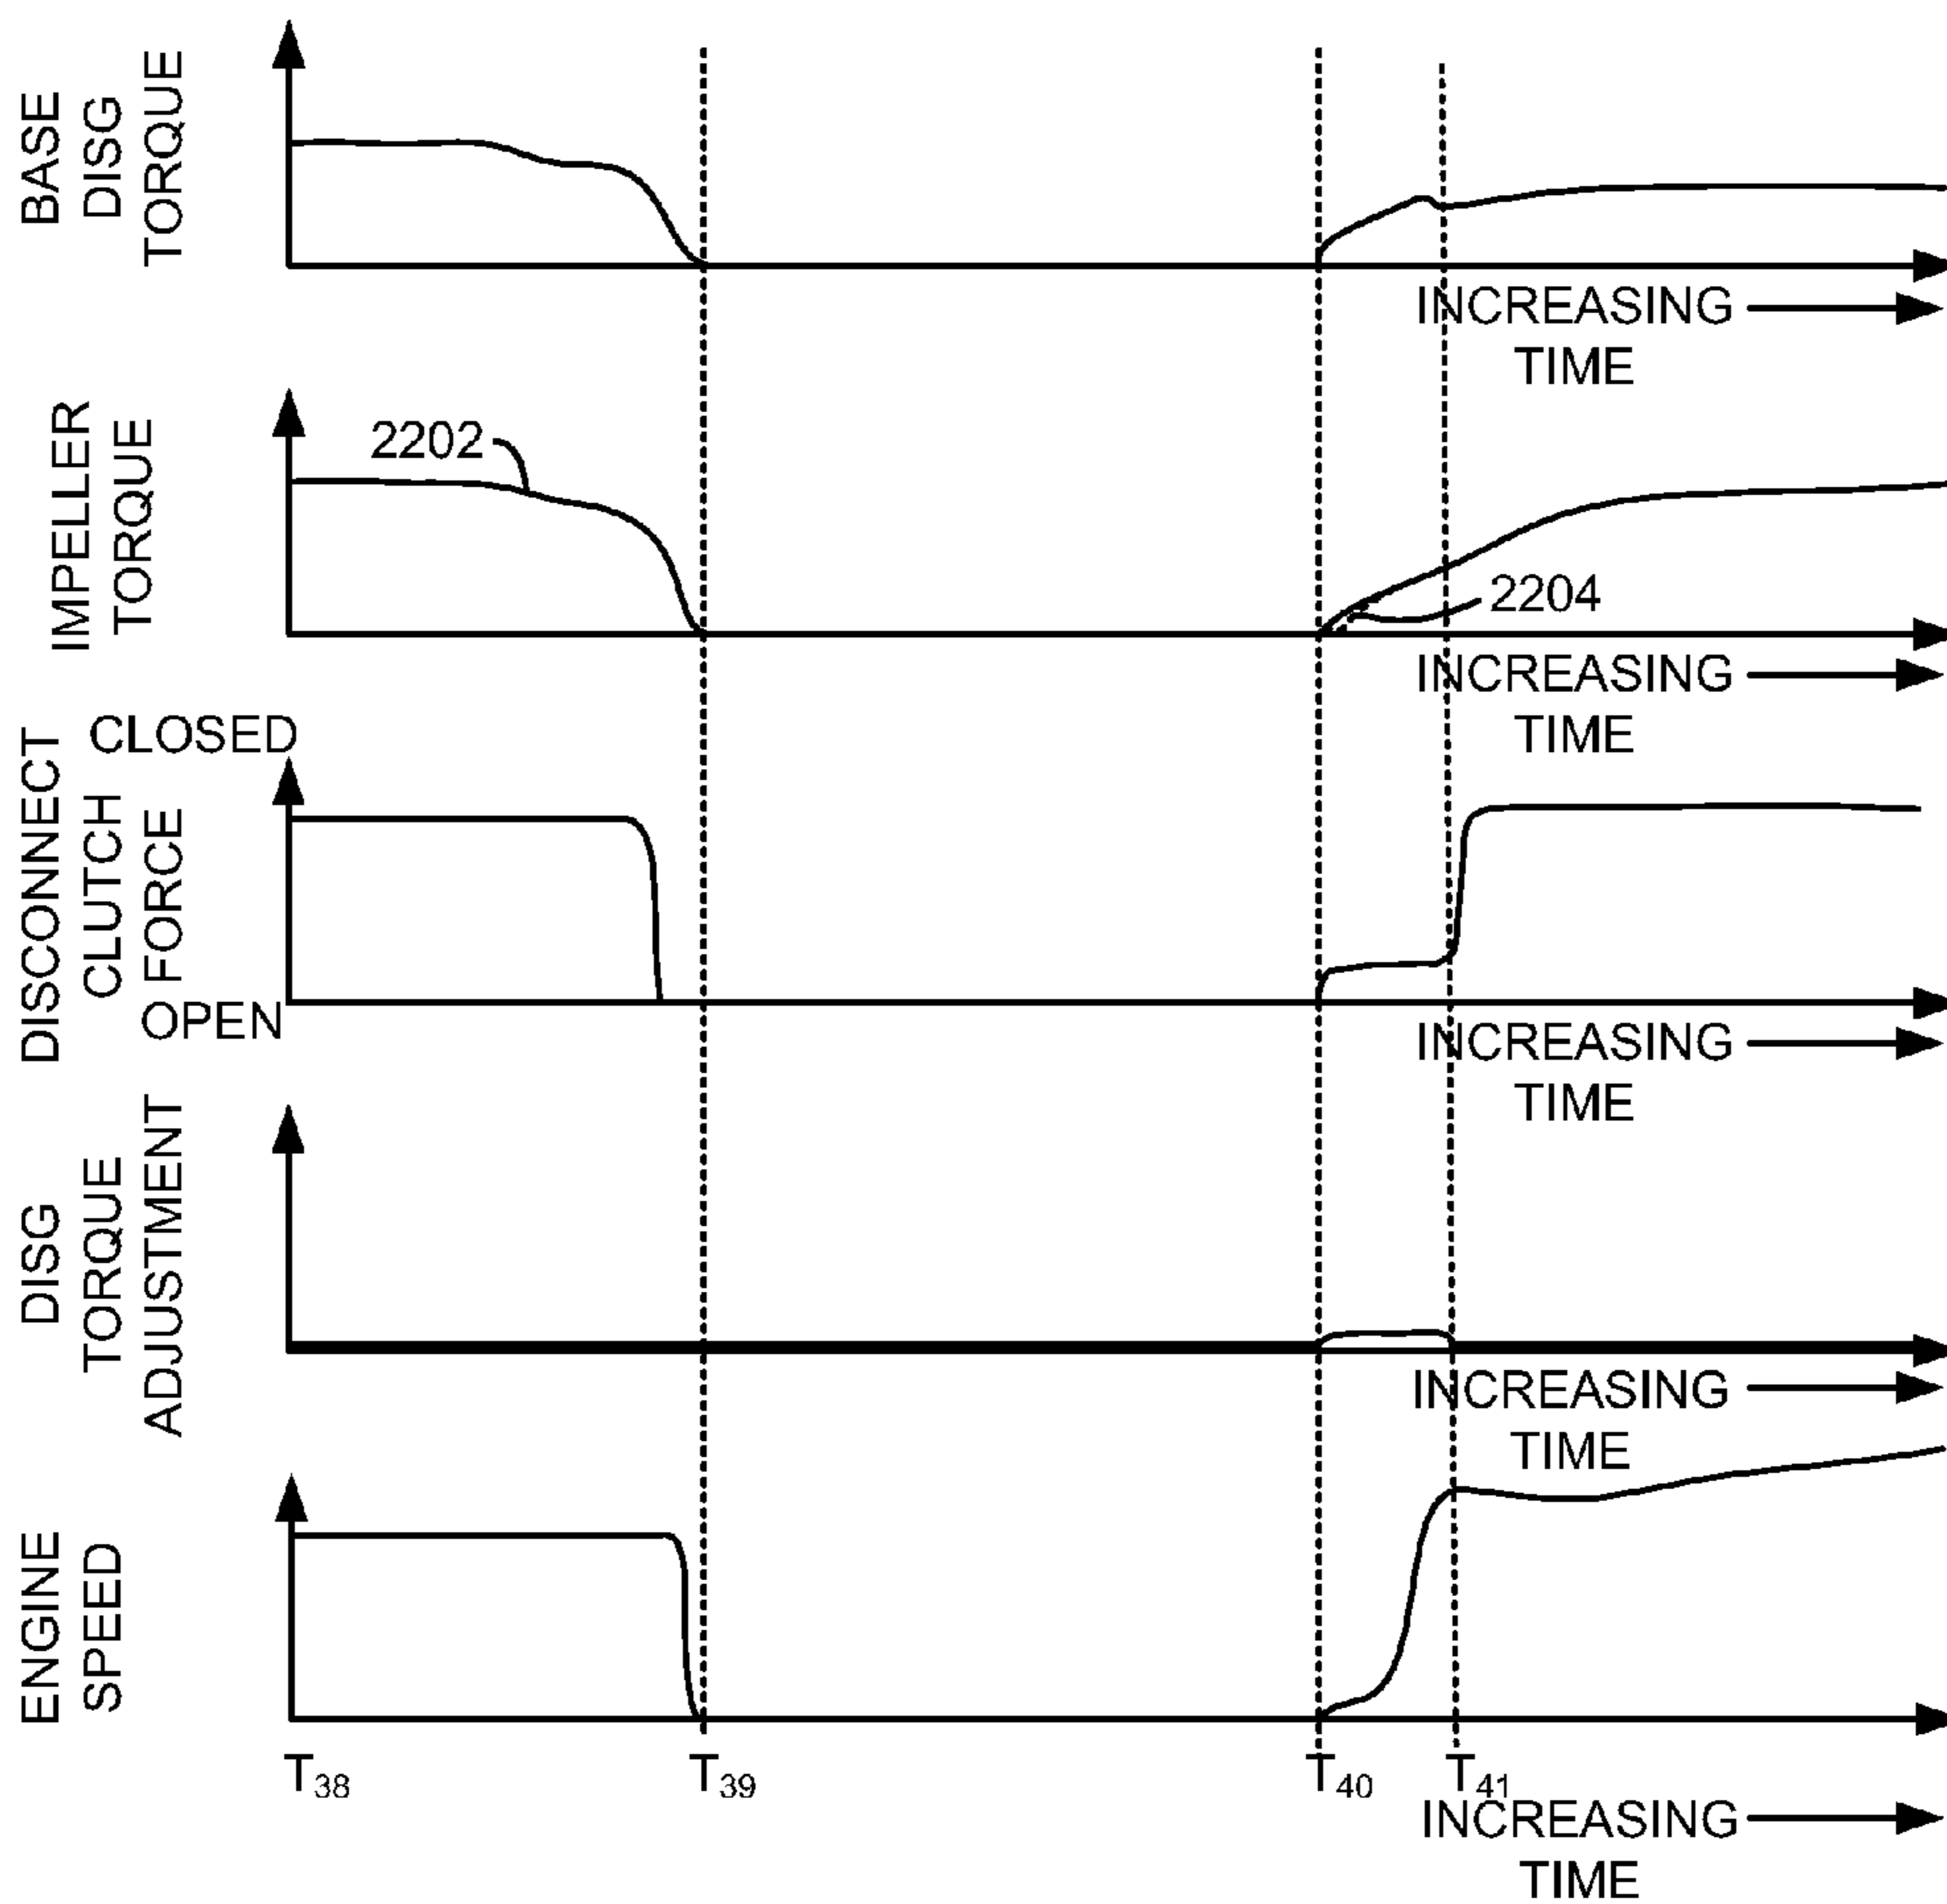 BASE
DISG
TORQUE
INCREASING
TIME
IMPELLER
TORQUE
2202
2204
INCREASING
TIME
DISCONNECT
CLUTCH
FORCE
CLOSED
OPEN
INCREASING
TIME
DISG
TORQUE
ADJUSTMENT
INCREASING
TIME
ENGINE
SPEED
T38 T39 T40 T41
INCREASING
TIME